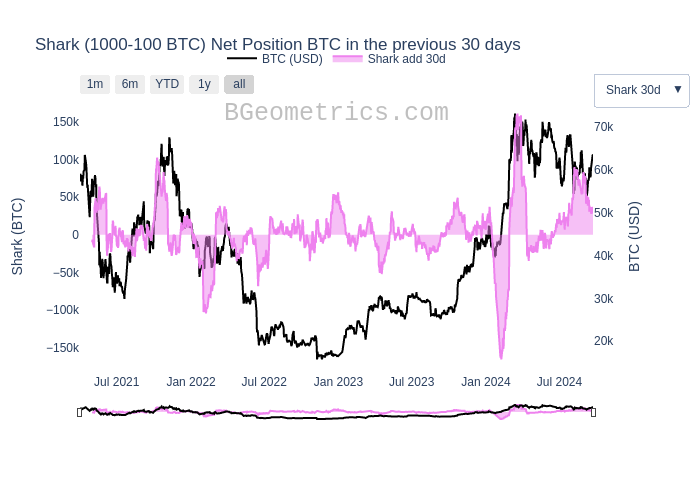 Shark (1000-100 BTC) Net Position BTC in the previous 30 days
BTC (USD) Shark add 30d
1m 6m YTD 1y all
Shark 30d ▼
BGeometrics.com
150k
100k
50k
0
−50k
−100k
−150k
Shark (BTC)
70k
60k
50k
40k
30k
20k
BTC (USD)
Jul 2021 Jan 2022 Jul 2022 Jan 2023 Jul 2023 Jan 2024 Jul 2024